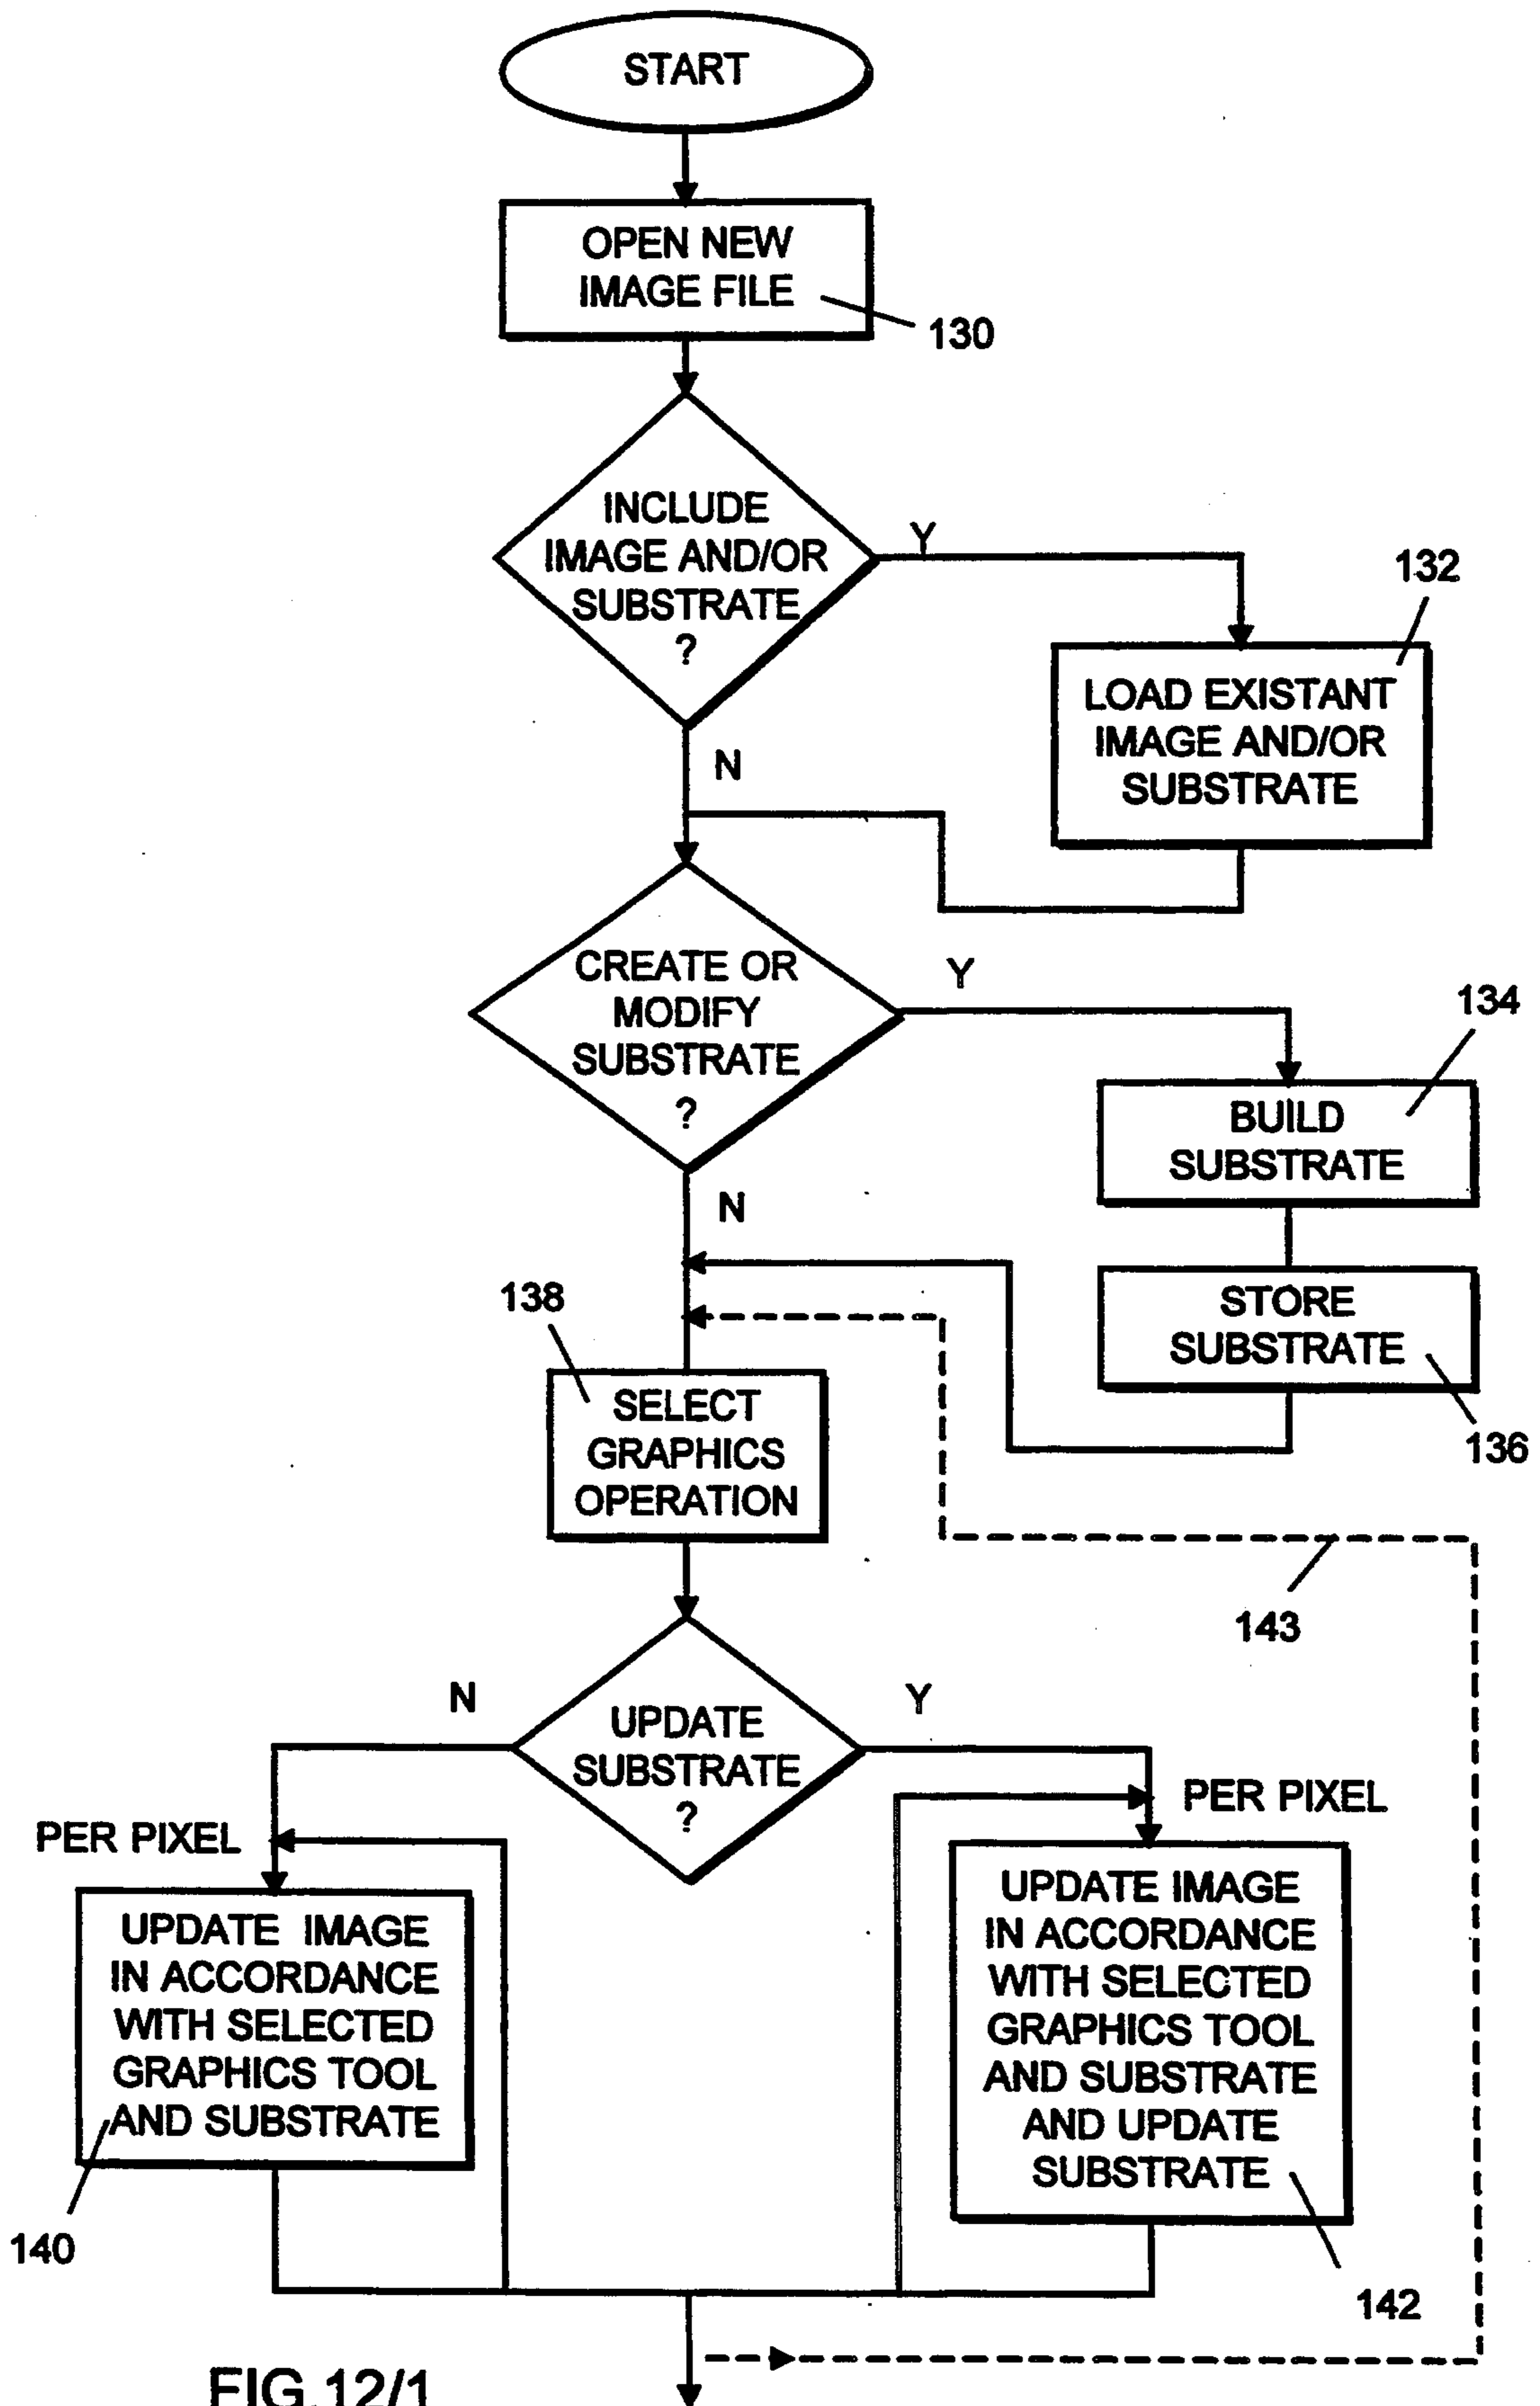 START
OPEN NEW
IMAGE FILE
130
INCLUDE
IMAGE AND/OR
SUBSTRATE
?
Y
132
LOAD EXISTANT
IMAGE AND/OR
SUBSTRATE
N
CREATE OR
MODIFY
SUBSTRATE
?
Y
134
BUILD
SUBSTRATE
N
STORE
SUBSTRATE
136
138
SELECT
GRAPHICS
OPERATION
143
N
UPDATE
SUBSTRATE
?
Y
PER PIXEL
PER PIXEL
UPDATE IMAGE
IN ACCORDANCE
WITH SELECTED
GRAPHICS TOOL
AND SUBSTRATE
140
UPDATE IMAGE
IN ACCORDANCE
WITH SELECTED
GRAPHICS TOOL
AND SUBSTRATE
AND UPDATE
SUBSTRATE
142
FIG.12/1